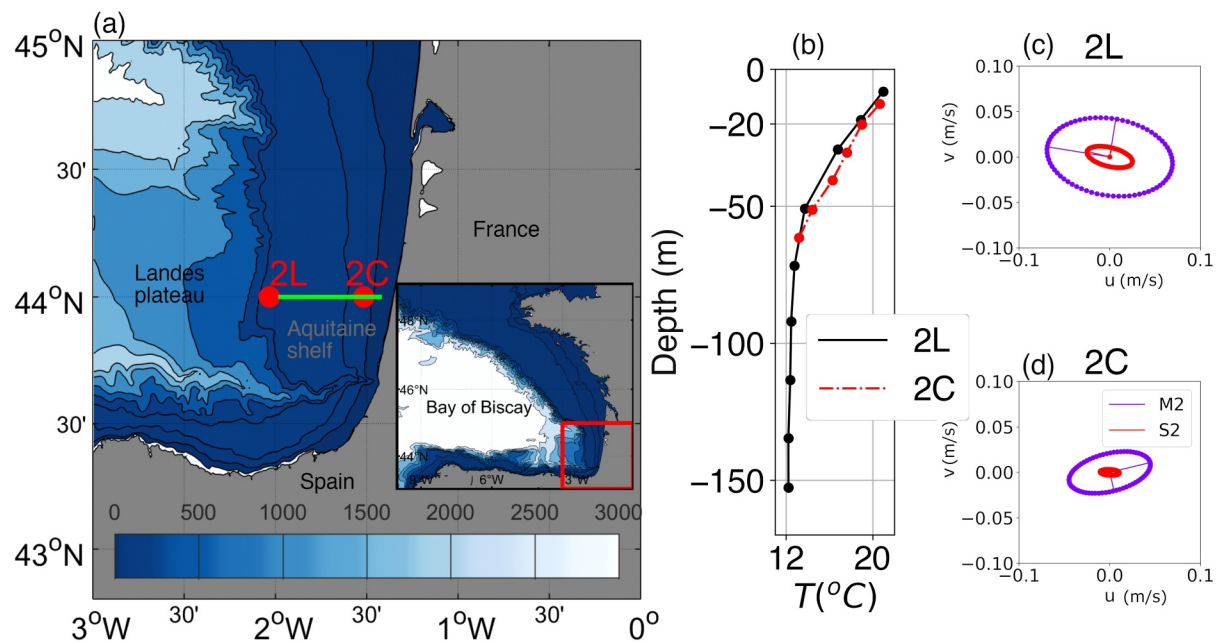 (a)
45°N
30'
44°N
30'
43°N
3°W
30'
2°W
30'
1°W
30'
0°
France
Landes
plateau
2L
2C
Aquitaine
shelf
Spain
0 500 1000 1500 2000 2500 3000
48°N
46°N
44°N
Bay of Biscay
9°W
6°W
3°W
(b)
Depth (m)
0
−20
−50
−100
−150
12 20
T(°C)
2L
2C
(c) 2L
v (m/s)
0.10
0.05
0.00
−0.05
−0.10
−0.1 0.0 0.1
u (m/s)
(d) 2C
v (m/s)
0.10
0.05
0.00
−0.05
−0.10
−0.1 0.0 0.1
u (m/s)
M2
S2